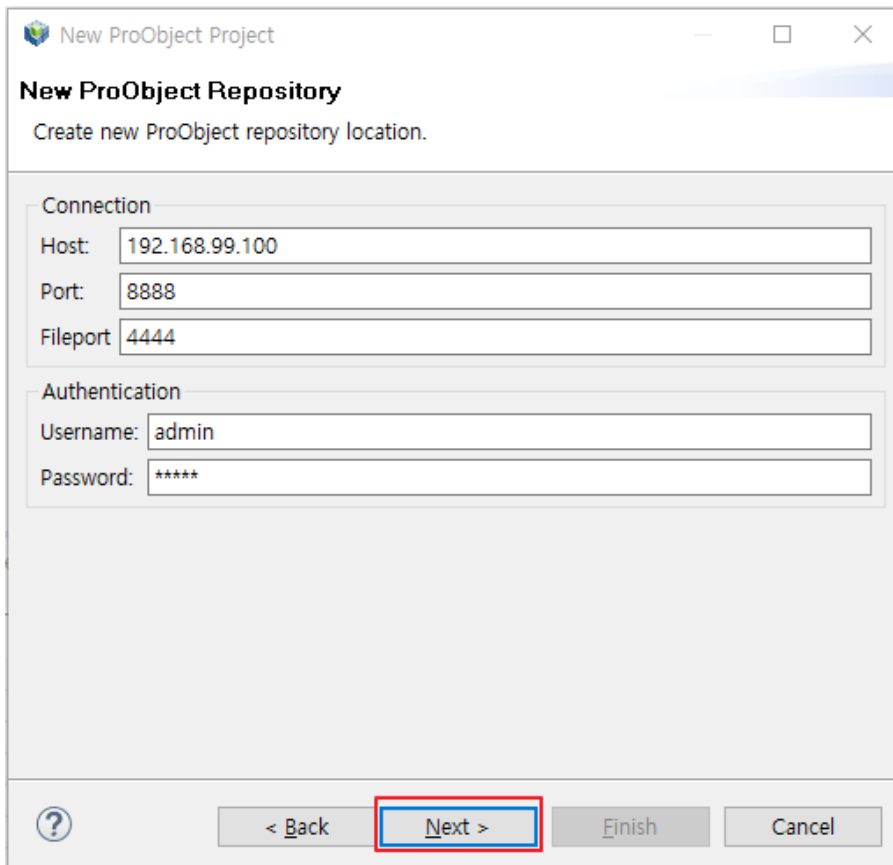 New ProObject Project
New ProObject Repository
Create new ProObject repository location.
Connection
Host: 192.168.99.100
Port: 8888
Fileport 4444
Authentication
Username: admin
Password: *****
? < Back Next > Finish Cancel